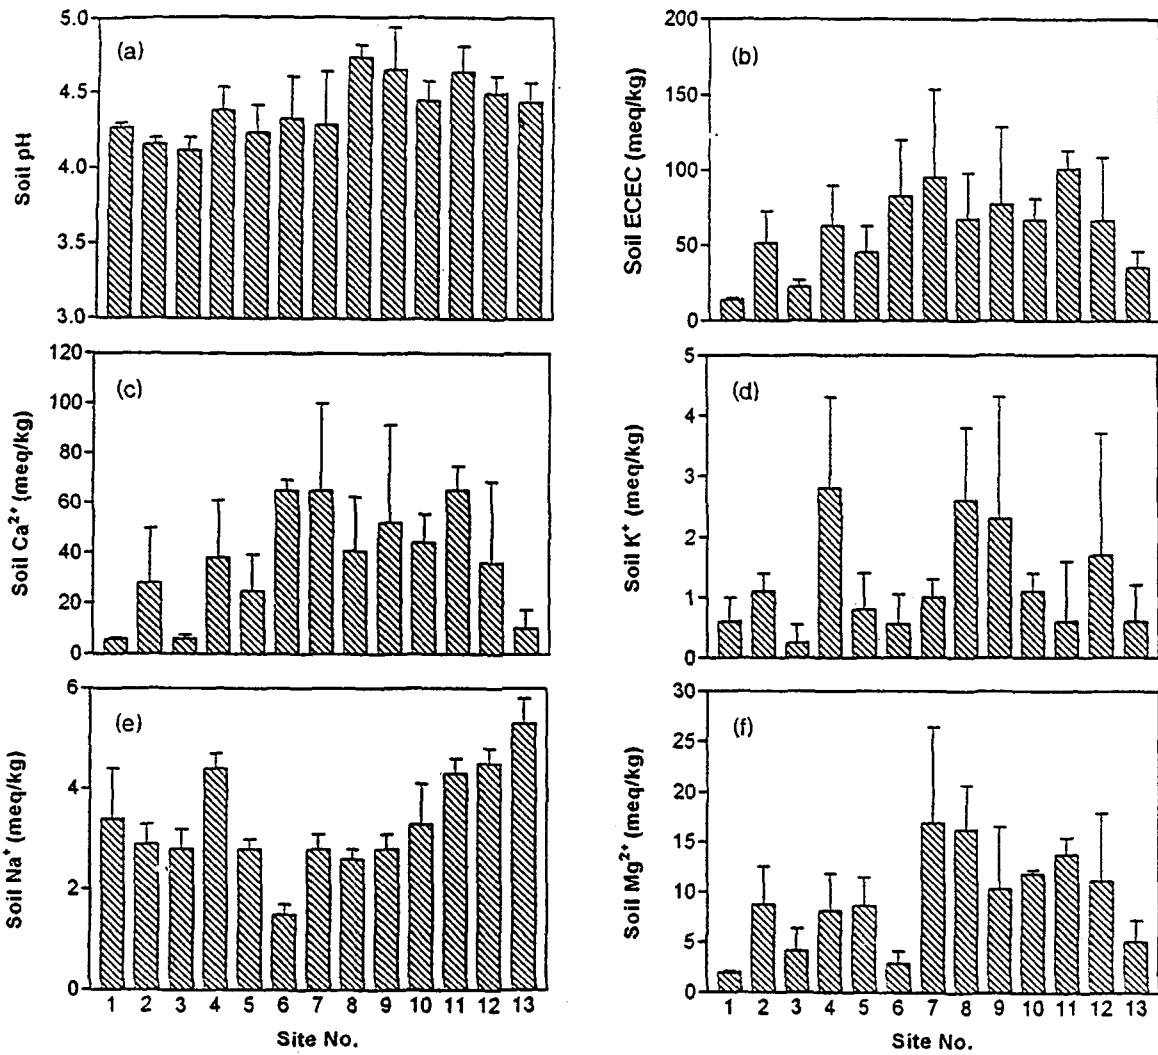 (a)
Soil pH
5.0
4.5
4.0
3.5
3.0
(b)
Soil ECEC (meq/kg)
200
150
100
50
0
(c)
Soil Ca²⁺ (meq/kg)
120
100
80
60
40
20
0
(d)
Soil K⁺ (meq/kg)
5
4
3
2
1
0
(e)
Soil Na⁺ (meq/kg)
6
4
2
0
1 2 3 4 5 6 7 8 9 10 11 12 13
Site No.
(f)
Soil Mg²⁺ (meq/kg)
30
25
20
15
10
5
0
1 2 3 4 5 6 7 8 9 10 11 12 13
Site No.